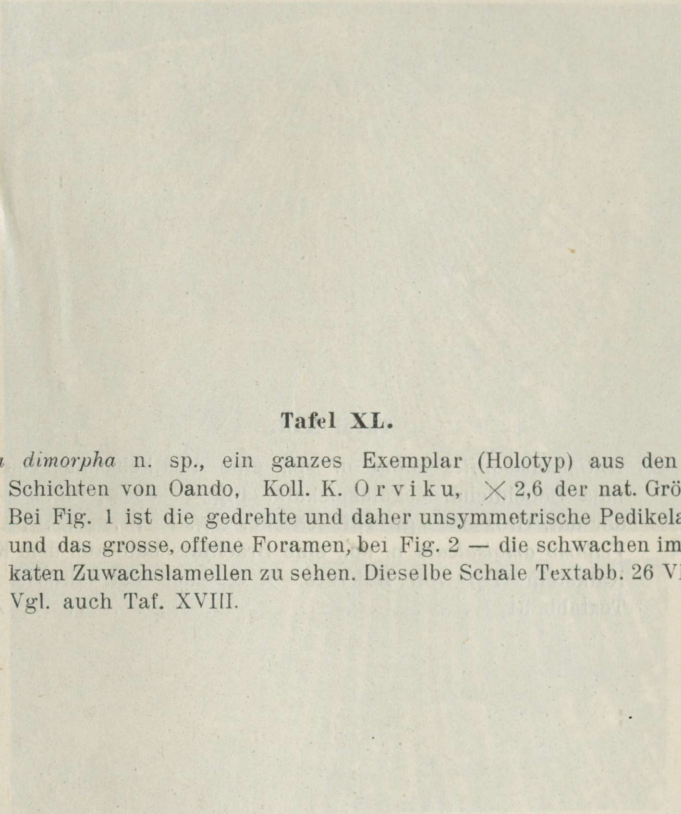 Tafel XL.
dimorpha n. sp., ein ganzes Exemplar (Holotyp) aus den
Schichten von Oando, Koll. K. Orviku, × 2,6 der nat. Grö
Bei Fig. 1 ist die gedrehte und daher unsymmetrische Pedikela
und das grosse, offene Foramen, bei Fig. 2 — die schwachen im
katen Zuwachslamellen zu sehen. Dieselbe Schale Textabb. 26 V
Vgl. auch Taf. XVIII.